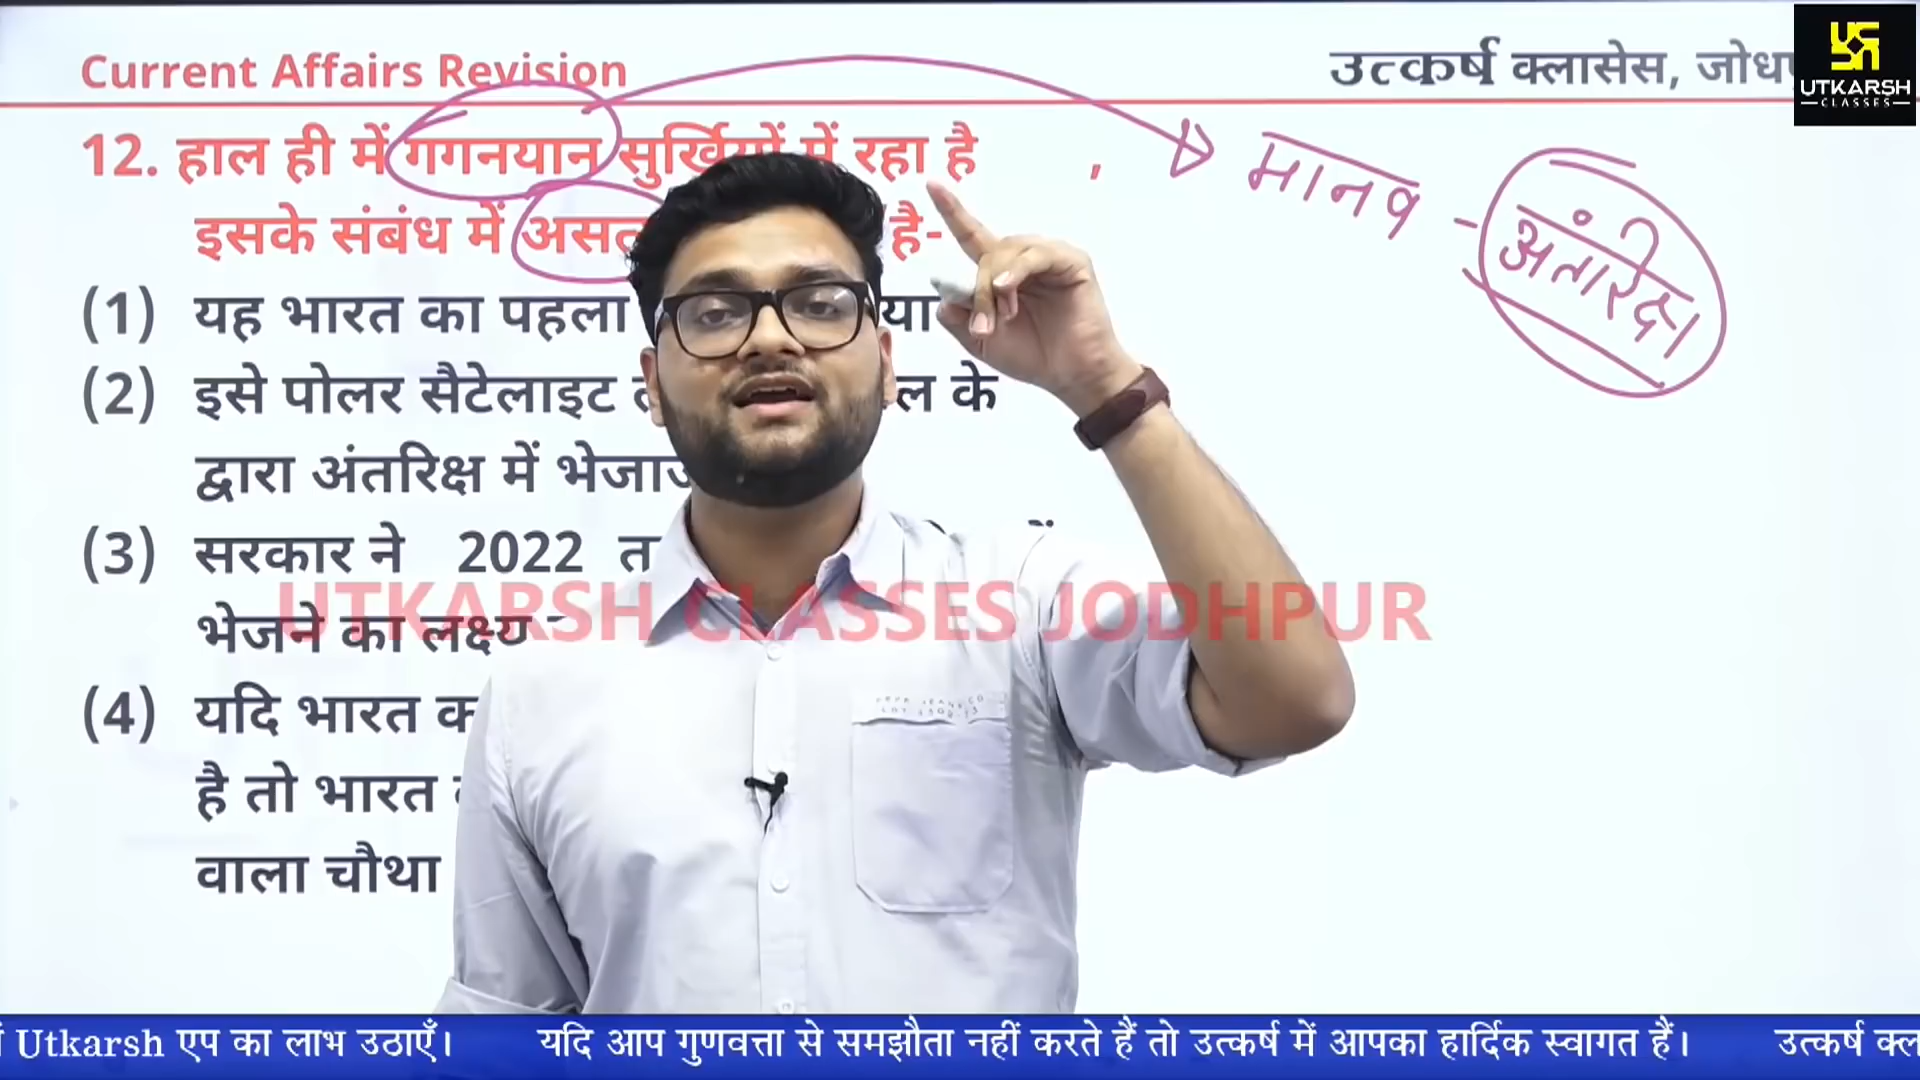 Current Affairs Revision
उत्कर्ष क्लासेस,
UTKARSH
CLASSES
12. हाल ही में गगनयान सुर्खियों में रहा है ,
इसके संबंध में है-
मानव - अंतरिक्ष
(1) यह भारत का पहला
(2) इसे पोलर सैटेलाइट के
द्वारा अंतरिक्ष में
(3) सरकार ने 2022
भेजने का लक्ष्य
UTKARSH CLASSES JODHPUR
(4) यदि भारत
है तो भारत
वाला चौथा
Utkarsh एप का लाभ उठाएँ। यदि आप गुणवत्ता से समझौता नहीं करते हैं तो उत्कर्ष में आपका हार्दिक स्वागत हैं। उत्कर्ष